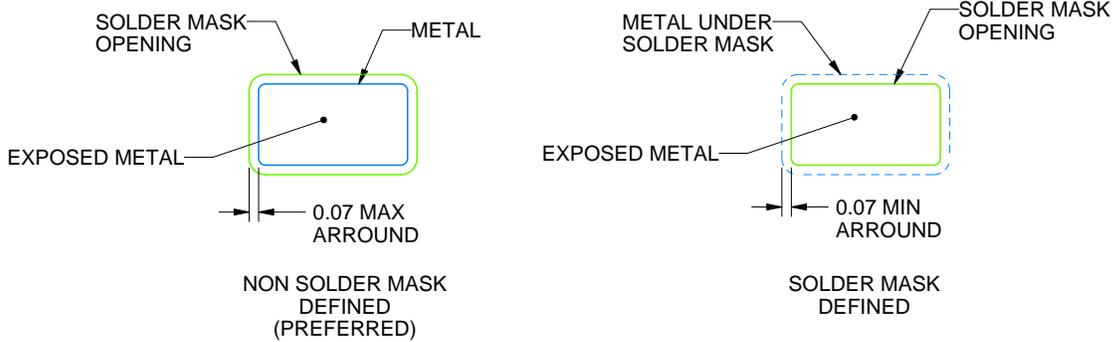 SOLDER MASK
OPENING
METAL
EXPOSED METAL
0.07 MAX
ARROUND
NON SOLDER MASK
DEFINED
(PREFERRED)
METAL UNDER
SOLDER MASK
SOLDER MASK
OPENING
EXPOSED METAL
0.07 MIN
ARROUND
SOLDER MASK
DEFINED